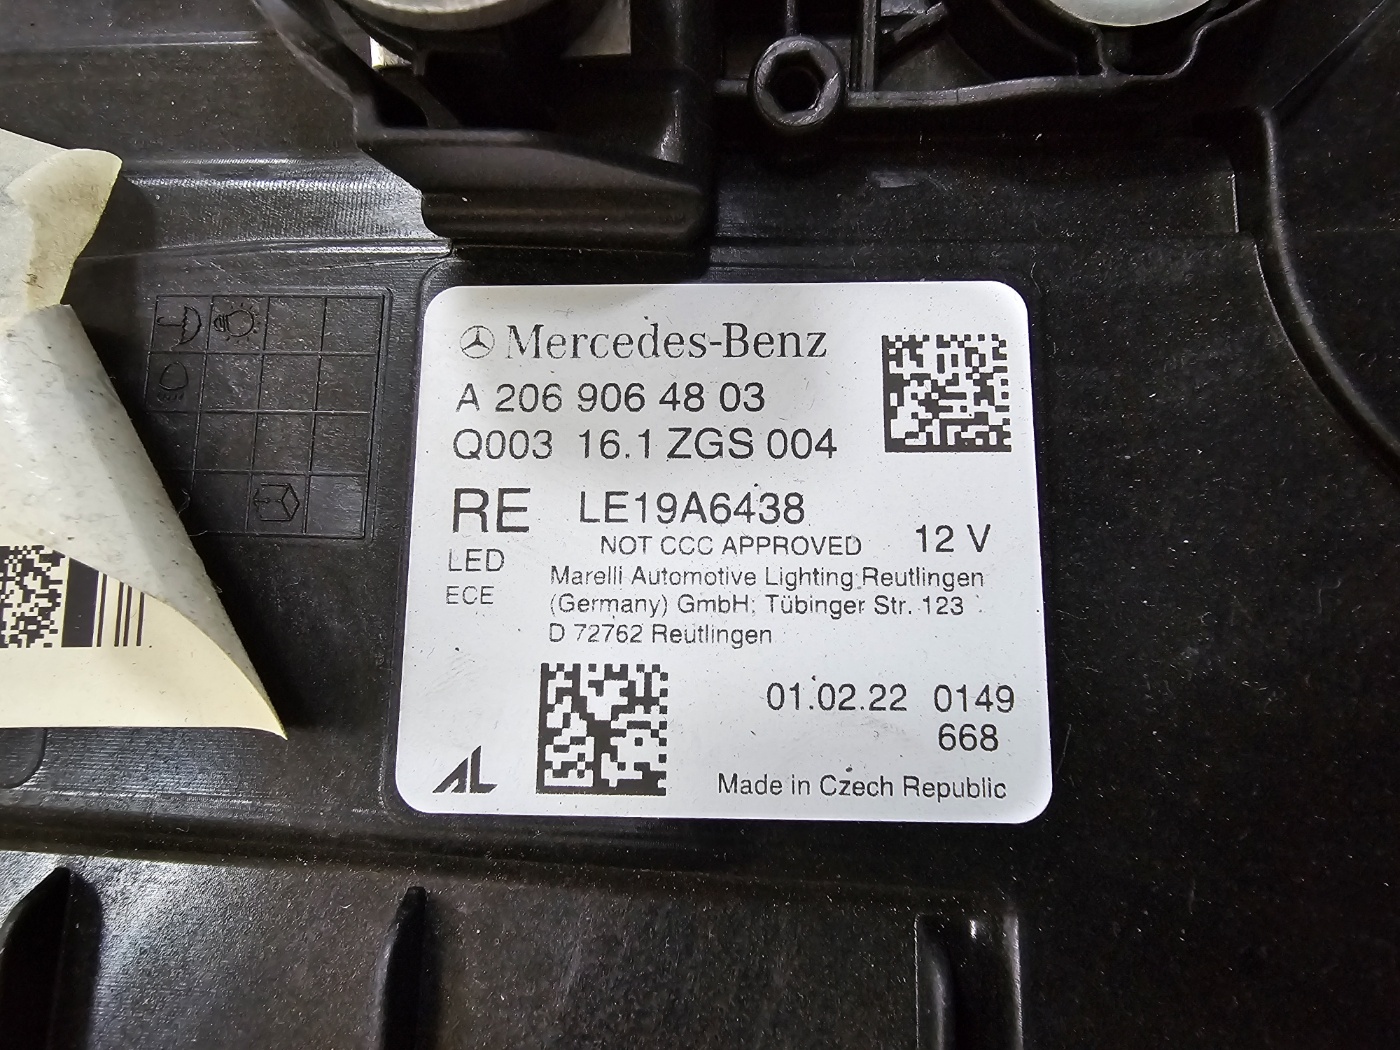 Mercedes-Benz
A 206 906 48 03
Q003 16.1 ZGS 004
RE LE19A6438
NOT CCC APPROVED 12 V
LED
ECE
Marelli Automotive Lighting Reutlingen
(Germany) GmbH; Tübinger Str. 123
D 72762 Reutlingen
01.02.22 0149
668
AL
Made in Czech Republic